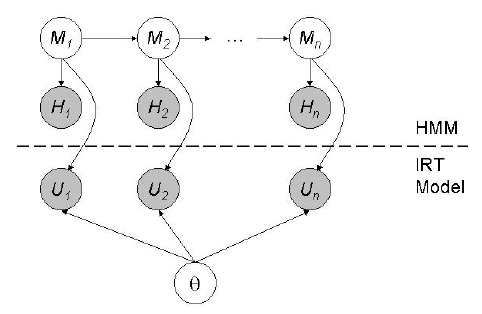 M1 M2 ... Mn
H1 H2 Hn
HMM
IRT
Model
U1 U2 Un
θ